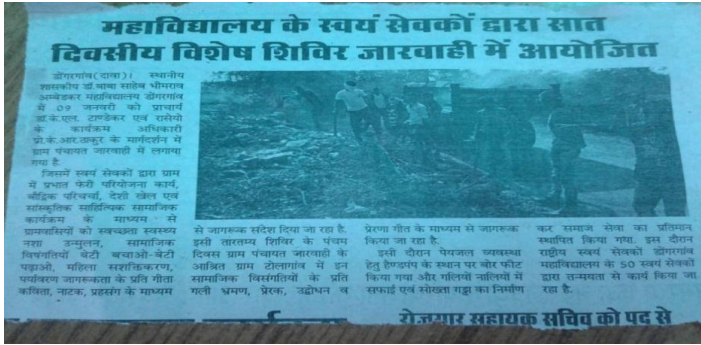 महाविद्यालय के स्वयं सेवकों द्वारा सात
दिवसीय विशेष शिविर जारवाही में आयोजित
डोंगरगांव(दावा)। स्थानीय
शासकीय डॉ.बाबा साहेब भीमराव
अम्बेडकर महाविद्यालय डोंगरगांव
में 09 जनवरी को प्राचार्य
डॉ.के.एल. टाण्डेकर एवं रासेयो
के कार्यक्रम अधिकारी
प्रो.के.आर.ठाकुर के मार्गदर्शन में
ग्राम पंचायत जारवाही में लगाया
गया है.
जिसमें स्वयं सेवकों द्वारा ग्राम
में प्रभात फेरी परियोजना कार्य,
बौद्विक परिचर्चा, देशी खेल एवं
सांस्कृतिक साहित्यिक सामाजिक
कार्यक्रम के माध्यम से
ग्रामवासियों को स्वच्छता स्वस्थ्य
नशा उन्मुलन, सामाजिक
विषंगतियों बेटी बचाओ-बेटी
पढ़ाओ, महिला सशक्तिकरण,
पर्यावरण जागरूकता के प्रति गीता
कविता, नाटक, प्रहसंग के माध्यम
से जागरूक संदेश दिया जा रहा है.
इसी तारतम्य शिविर के पंचम
दिवस ग्राम पंचायत जारवाही के
आश्रित ग्राम टोलागांव में इन
सामाजिक विसंगतियों के प्रति
गली भ्रमण, प्रेरक, उद्बोधन व
प्रेरणा गीत के माध्यम से जागरूक
किया जा रहा है.
इसी दौरान पेयजल व्यवस्था
हेतु हैण्डपंप के स्थान पर बोर फीट
किया गया और गलियों नालियों में
सफाई एवं सोख्ता गड्ढा का निर्माण
कर समाज सेवा का प्रतिमान
स्थापित किया गया. इस दौरान
राष्ट्रीय स्वयं सेवकों डोंगरगांव
महाविद्यालय के 50 स्वयं सेवकों
द्वारा तन्मयता से कार्य किया जा
रहा है.
रोजगार सहायक सचिव को पद से